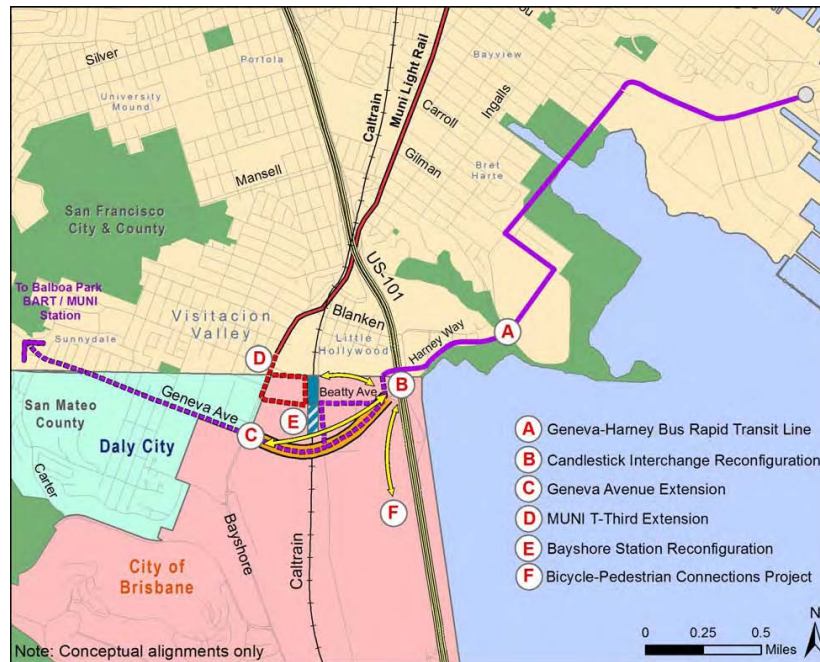 Silver
Portola
University
Mound
Mansell
Caltrain
Muni Light Rail
Bayview
Carroll
Ingalls
Gilman
Bret
Harte
San Francisco
City & County
US-101
To Balboa Park
BART / MUNI
Station
Sunnydale
Visitacion
Valley
Blanken
Little
Hollywood
Harney Way
A
D
B
Beatty Ave
E
C
Geneva Ave
San Mateo
County
Daly City
Carter
F
City of
Brisbane
Bayshore
Caltrain
A Geneva-Harney Bus Rapid Transit Line
B Candlestick Interchange Reconfiguration
C Geneva Avenue Extension
D MUNI T-Third Extension
E Bayshore Station Reconfiguration
F Bicycle-Pedestrian Connections Project
N
0 0.25 0.5
Miles
Note: Conceptual alignments only